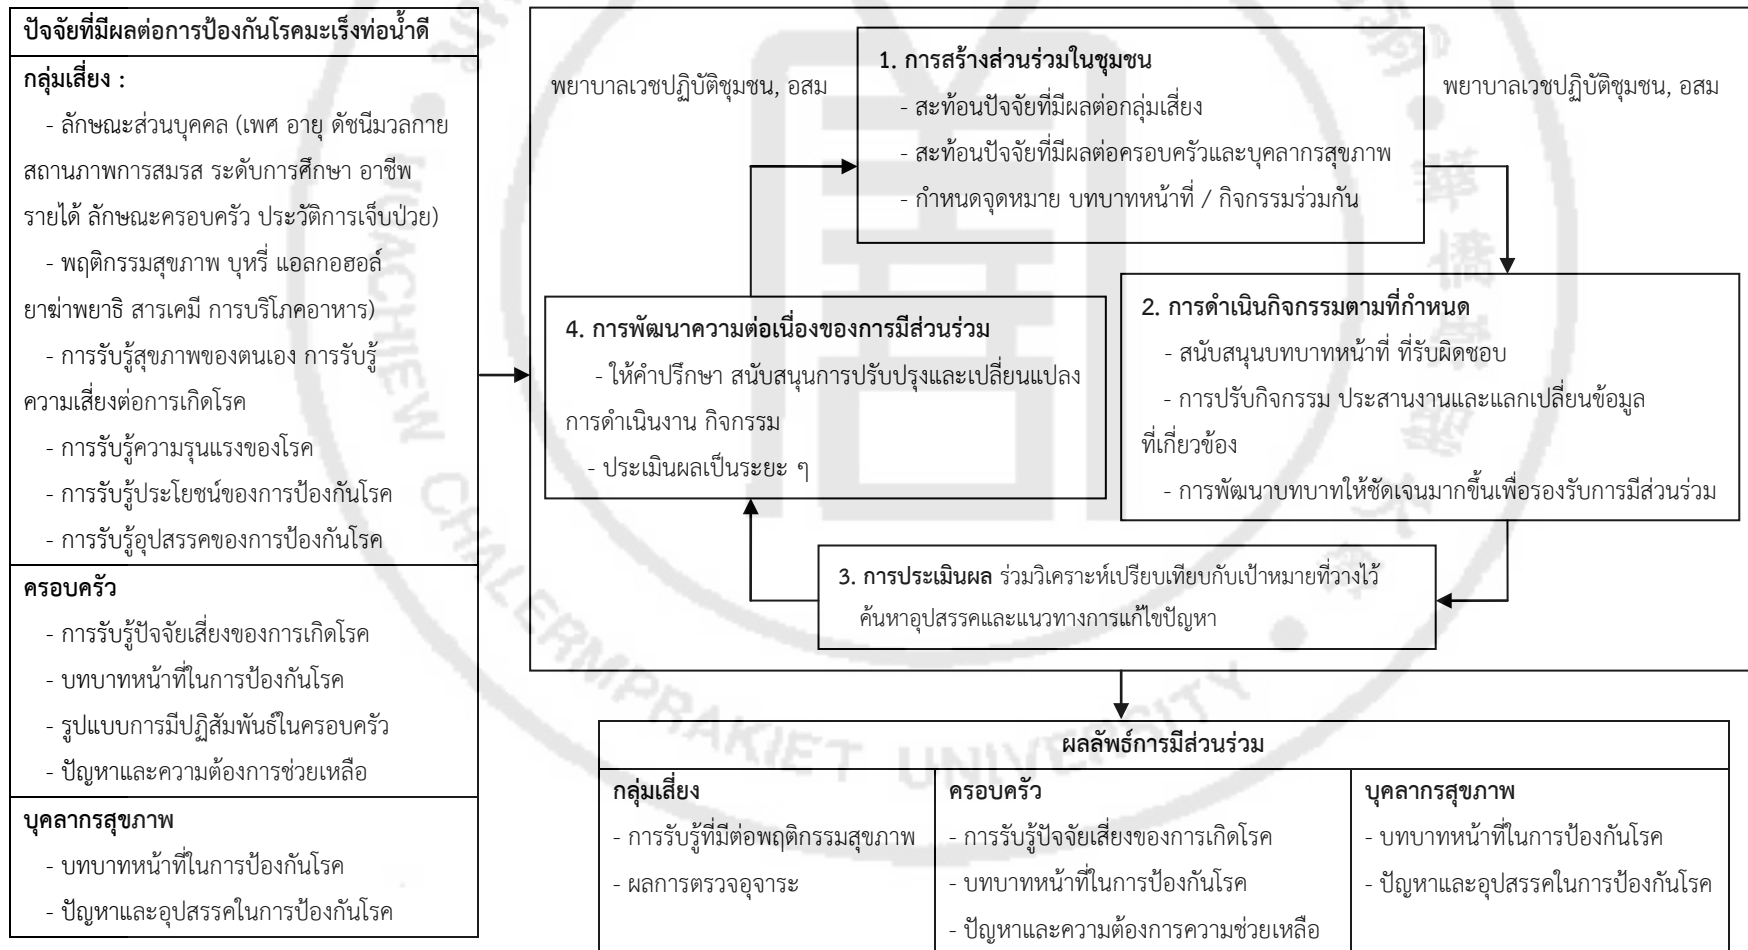 ปัจจัยที่มีผลต่อการป้องกันโรคมะเร็งท่อน้ำดี
กลุ่มเสี่ยง :
- ลักษณะส่วนบุคคล (เพศ อายุ ดัชนีมวลกาย
สถานภาพการสมรส ระดับการศึกษา อาชีพ
รายได้ ลักษณะครอบครัว ประวัติการเจ็บป่วย)
- พฤติกรรมสุขภาพ บุหรี่ แอลกอฮอล์
ยาฆ่าพยาธิ สารเคมี การบริโภคอาหาร)
- การรับรู้สุขภาพของตนเอง การรับรู้
ความเสี่ยงต่อการเกิดโรค
- การรับรู้ความรุนแรงของโรค
- การรับรู้ประโยชน์ของการป้องกันโรค
- การรับรู้อุปสรรคของการป้องกันโรค
ครอบครัว
- การรับรู้ปัจจัยเสี่ยงของการเกิดโรค
- บทบาทหน้าที่ในการป้องกันโรค
- รูปแบบการมีปฏิสัมพันธ์ในครอบครัว
- ปัญหาและความต้องการช่วยเหลือ
บุคลากรสุขภาพ
- บทบาทหน้าที่ในการป้องกันโรค
- ปัญหาและอุปสรรคในการป้องกันโรค
พยาบาลเวชปฏิบัติชุมชน, อสม
1. การสร้างส่วนร่วมในชุมชน
- สะท้อนปัจจัยที่มีผลต่อกลุ่มเสี่ยง
- สะท้อนปัจจัยที่มีผลต่อครอบครัวและบุคลากรสุขภาพ
- กำหนดจุดหมาย บทบาทหน้าที่ / กิจกรรมร่วมกัน
พยาบาลเวชปฏิบัติชุมชน, อสม
2. การดำเนินกิจกรรมตามที่กำหนด
- สนับสนุนบทบาทหน้าที่ ที่รับผิดชอบ
- การปรับกิจกรรม ประสานงานและแลกเปลี่ยนข้อมูล
ที่เกี่ยวข้อง
- การพัฒนาบทบาทให้ชัดเจนมากขึ้นเพื่อรองรับการมีส่วนร่วม
3. การประเมินผล ร่วมวิเคราะห์เปรียบเทียบกับเป้าหมายที่วางไว้
ค้นหาอุปสรรคและแนวทางการแก้ไขปัญหา
4. การพัฒนาความต่อเนื่องของการมีส่วนร่วม
- ให้คำปรึกษา สนับสนุนการปรับปรุงและเปลี่ยนแปลง
การดำเนินงาน กิจกรรม
- ประเมินผลเป็นระยะ ๆ
ผลลัพธ์การมีส่วนร่วม
กลุ่มเสี่ยง
- การรับรู้ที่มีต่อพฤติกรรมสุขภาพ
- ผลการตรวจอุจาระ
ครอบครัว
- การรับรู้ปัจจัยเสี่ยงของการเกิดโรค
- บทบาทหน้าที่ในการป้องกันโรค
- ปัญหาและความต้องการความช่วยเหลือ
บุคลากรสุขภาพ
- บทบาทหน้าที่ในการป้องกันโรค
- ปัญหาและอุปสรรคในการป้องกันโรค
HUACHIEW CHALERMPRAKIET UNIVERSITY